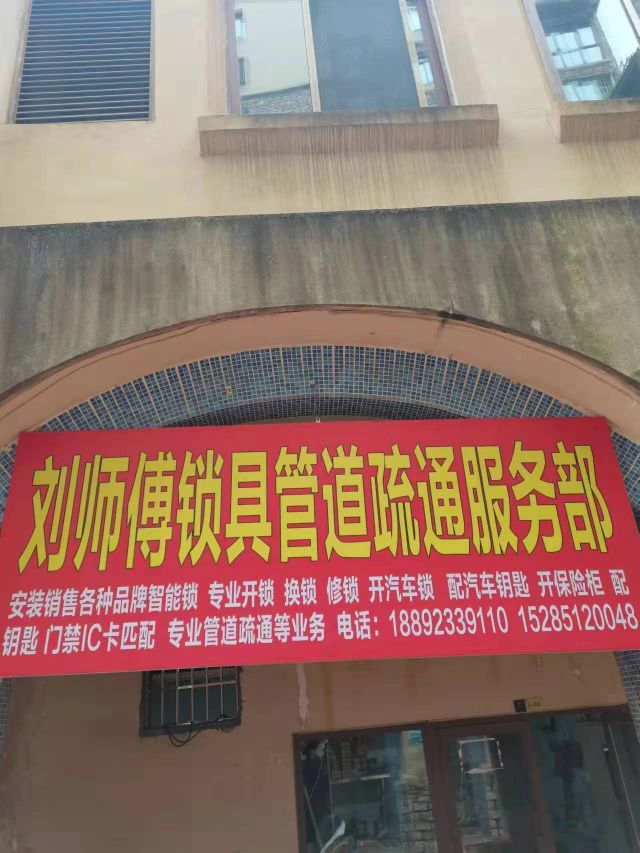 刘师傅锁具管道疏通服务部
安装销售各种品牌智能锁 专业开锁 换锁 修锁 开汽车锁 配汽车钥匙 开保险柜 配
钥匙 门禁IC卡匹配 专业管道疏通等业务 电话：18892339110 15285120048